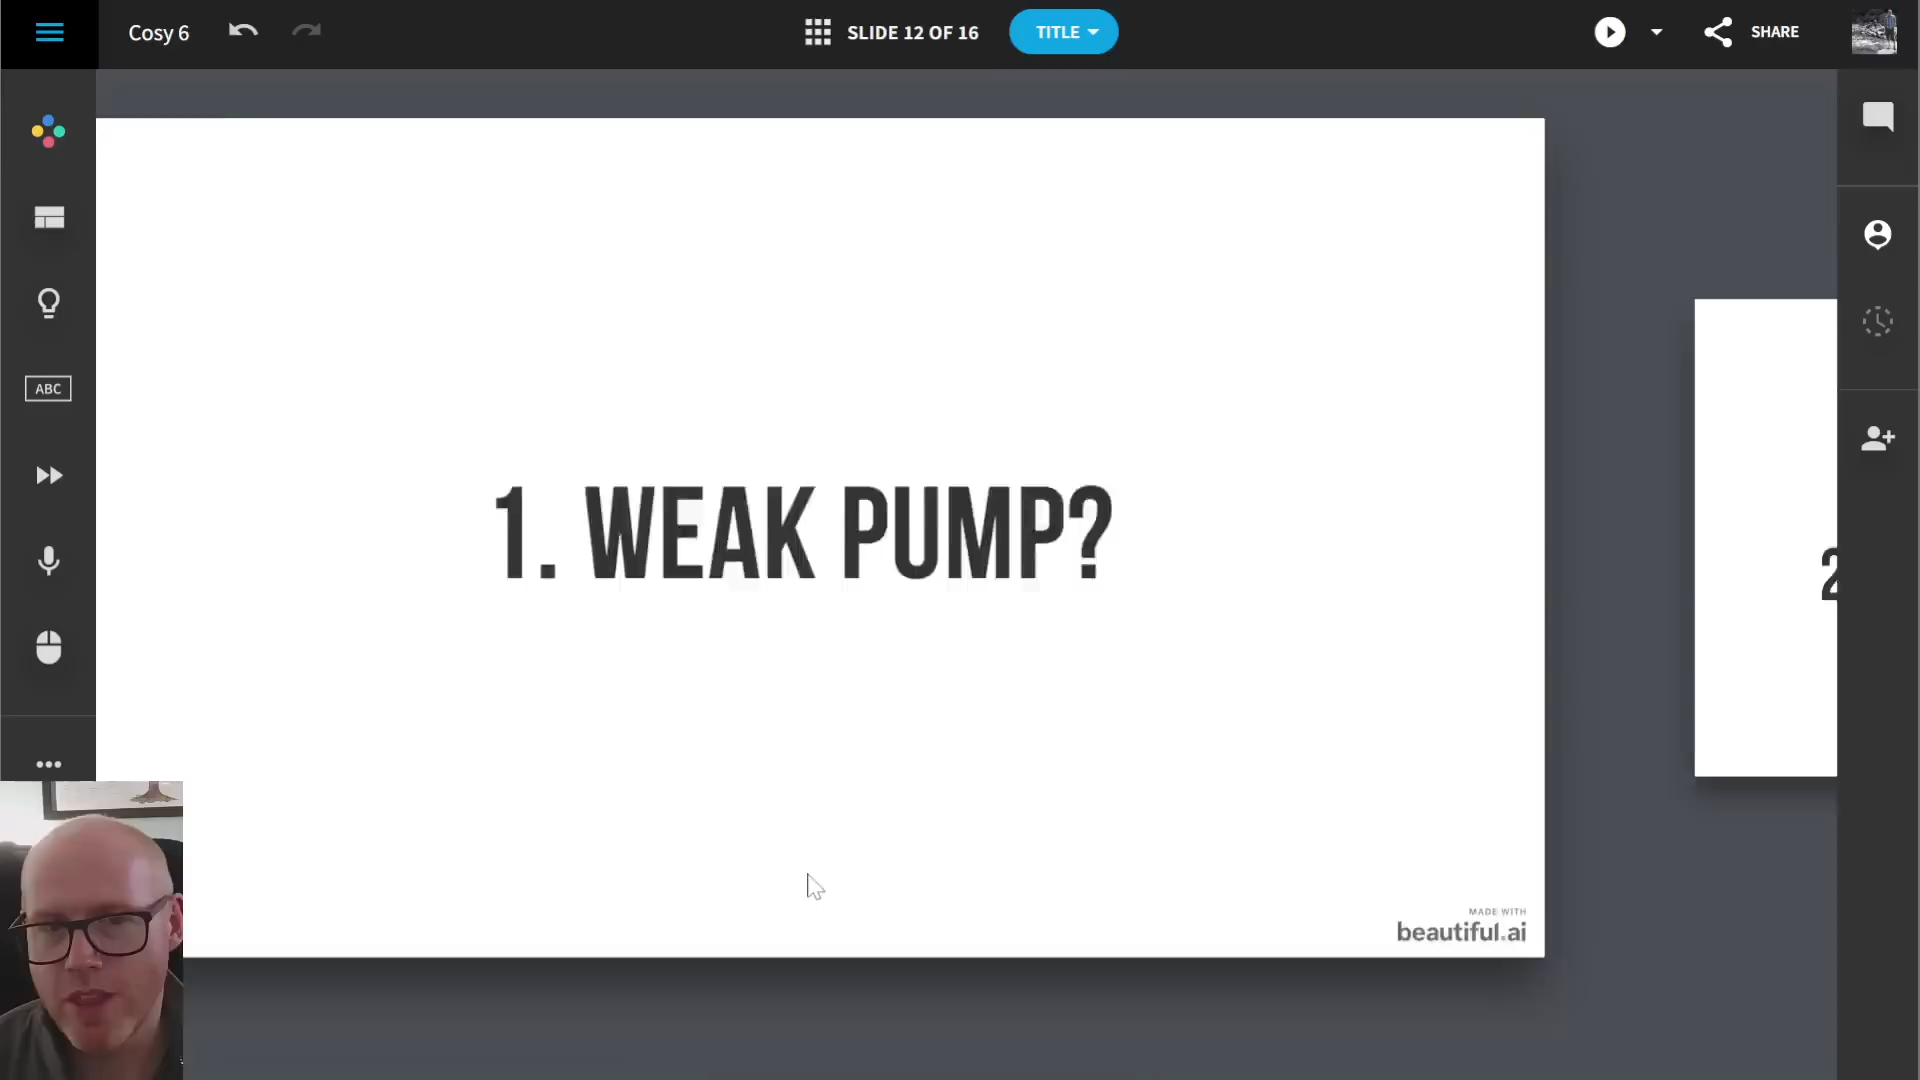 Cosy 6
SLIDE 12 OF 16
TITLE
SHARE
ABC
1. WEAK PUMP?
2
MADE WITH
beautiful.ai